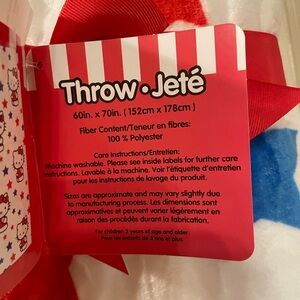 Throw • Jeté
60in. x 70in. (152cm x 178cm)
Fiber Content/Teneur en fibres:
100 % Polyester
Care Instructions/Entretien:
Machine washable. Please see inside labels for further care
instructions. Lavable à la machine. Voir l'étiquette d'entretien
pour les instructions de lavage du produit.
Sizes are approximate and may vary slightly due
to manufacturing process. Les dimensions sont
approximatives et peuvent varier légèrement en
raison des procédés durant la fabrication.
For children 3 years of age and older
Pour les enfants de 3 ans et plus